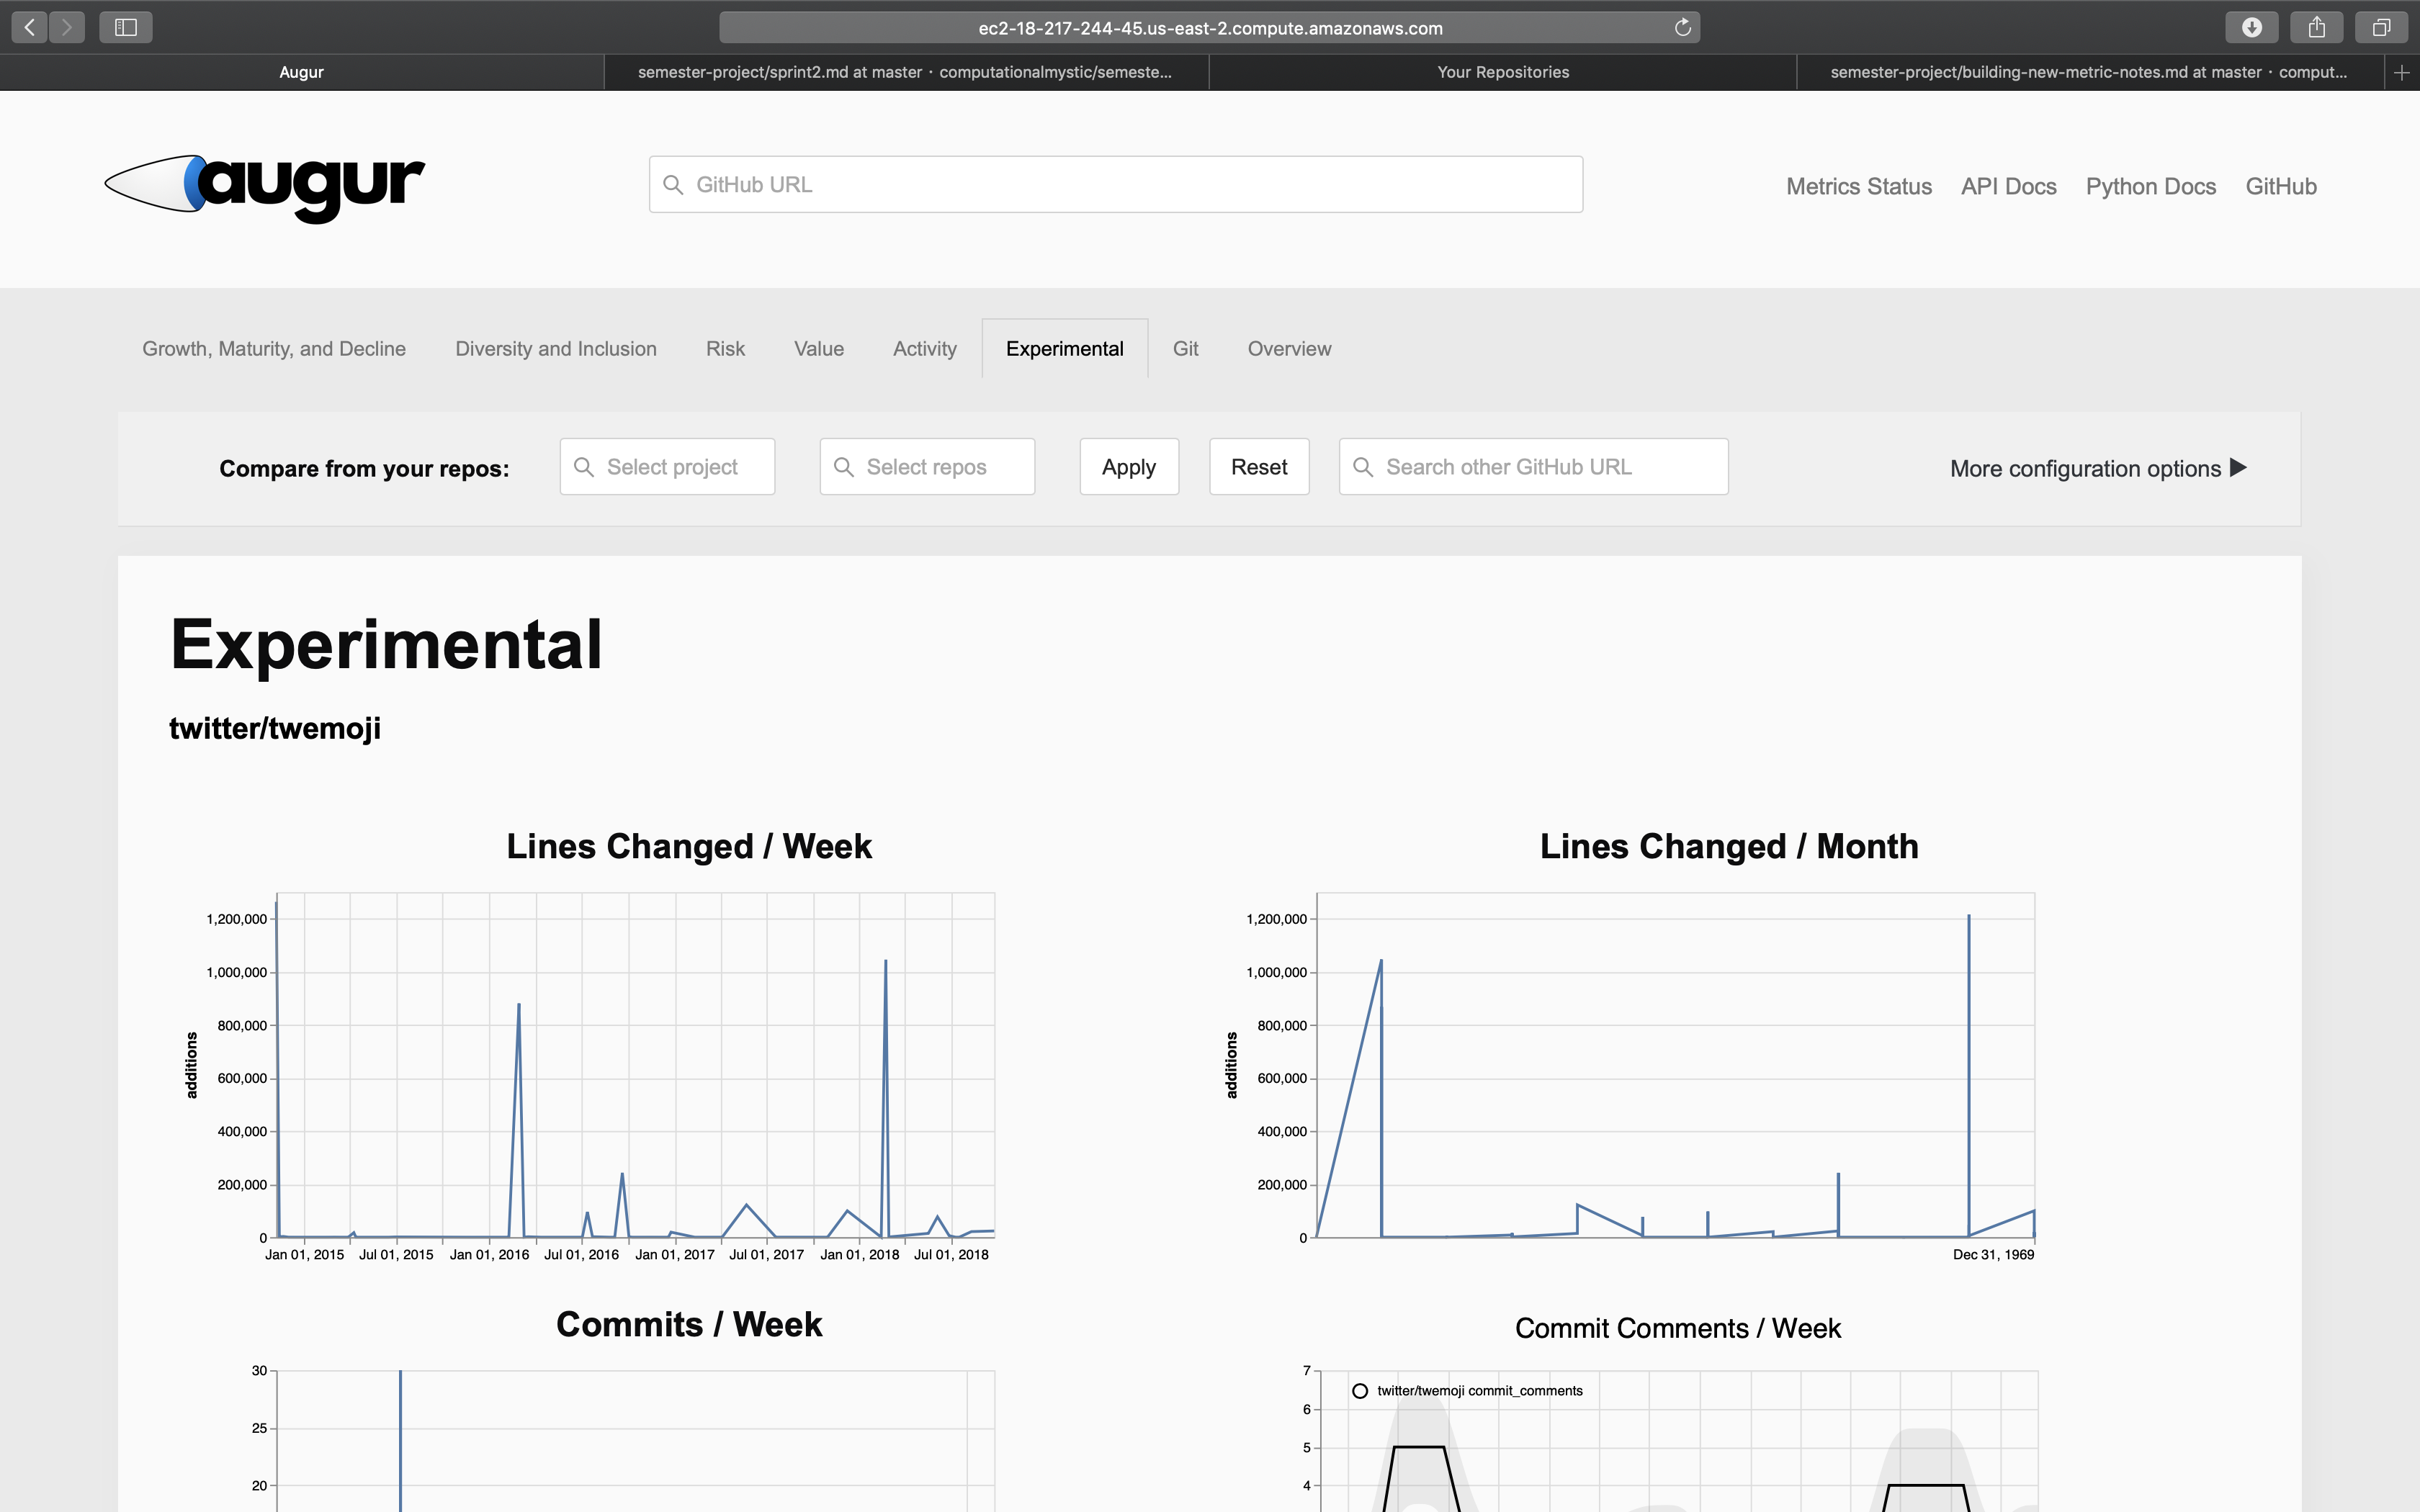 ec2-18-217-244-45.us-east-2.compute.amazonaws.com
Augur
semester-project/sprint2.md at master · computationalmystic/semeste...
Your Repositories
semester-project/building-new-metric-notes.md at master · comput...
augur
GitHub URL
Metrics Status
API Docs
Python Docs
GitHub
Growth, Maturity, and Decline
Diversity and Inclusion
Risk
Value
Activity
Experimental
Git
Overview
Compare from your repos:
Select project
Select repos
Apply
Reset
Search other GitHub URL
More configuration options ▶
Experimental
twitter/twemoji
Lines Changed / Week
additions
1,200,000
1,000,000
800,000
600,000
400,000
200,000
0
Jan 01, 2015
Jul 01, 2015
Jan 01, 2016
Jul 01, 2016
Jan 01, 2017
Jul 01, 2017
Jan 01, 2018
Jul 01, 2018
Lines Changed / Month
additions
1,200,000
1,000,000
800,000
600,000
400,000
200,000
0
Dec 31, 1969
Commits / Week
30
25
20
Commit Comments / Week
7
6
5
4
twitter/twemoji commit_comments